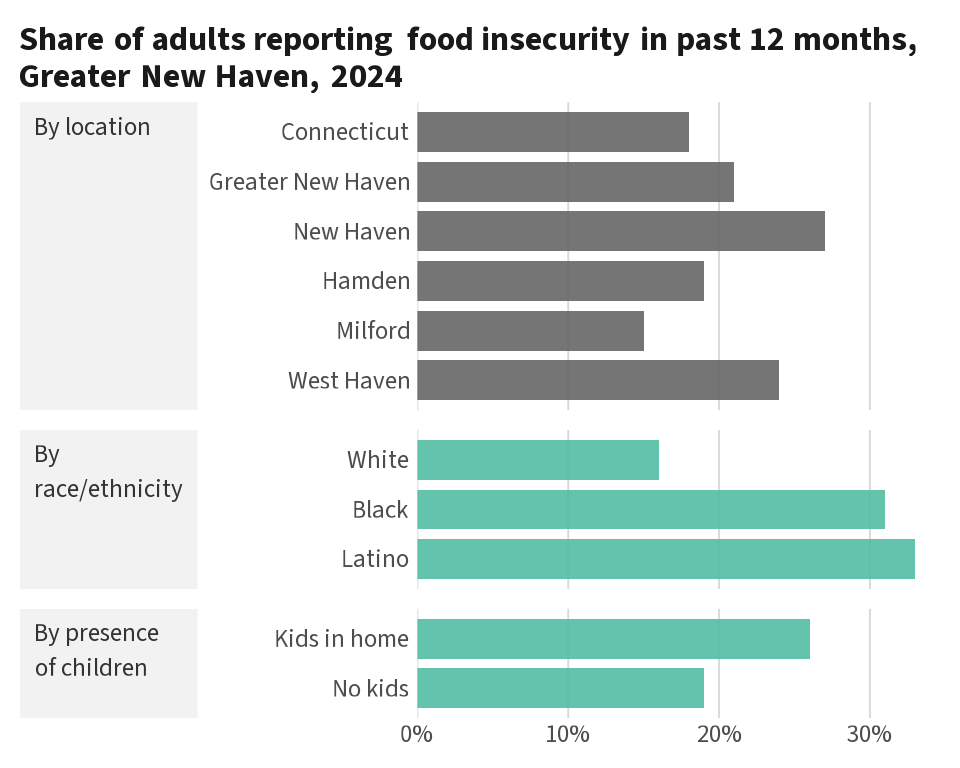 Share of adults reporting food insecurity in past 12 months,
Greater New Haven, 2024
By location
Connecticut
Greater New Haven
New Haven
Hamden
Milford
West Haven
By
race/ethnicity
White
Black
Latino
By presence
of children
Kids in home
No kids
0% 10% 20% 30%